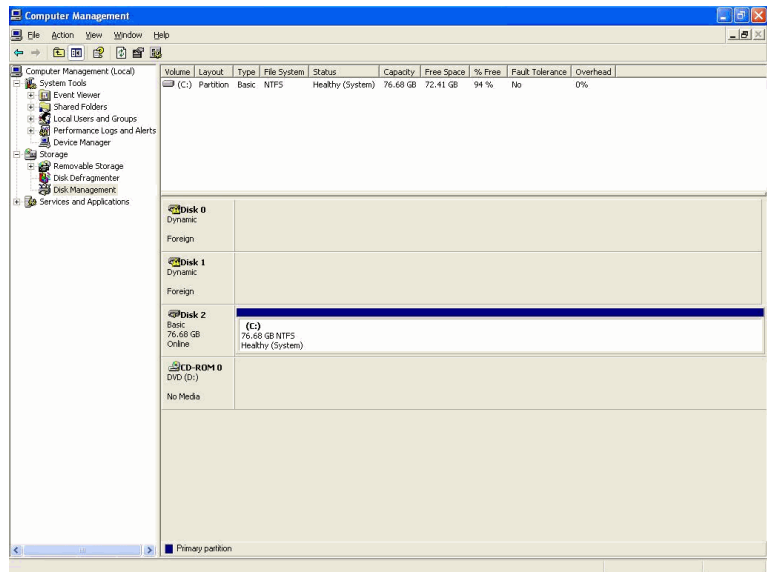 Computer Management
File Action View Window Help
Computer Management (Local)
System Tools
Event Viewer
Shared Folders
Local Users and Groups
Performance Logs and Alerts
Device Manager
Storage
Removable Storage
Disk Defragmenter
Disk Management
Services and Applications
Volume Layout Type File System Status Capacity Free Space % Free Fault Tolerance Overhead
(C:) Partition Basic NTFS Healthy (System) 76.68 GB 72.41 GB 94 % No 0%
Disk 0
Dynamic
Foreign
Disk 1
Dynamic
Foreign
Disk 2
Basic
76.68 GB
Online
(C:)
76.68 GB NTFS
Healthy (System)
CD-ROM 0
DVD (D:)
No Media
Primary partition